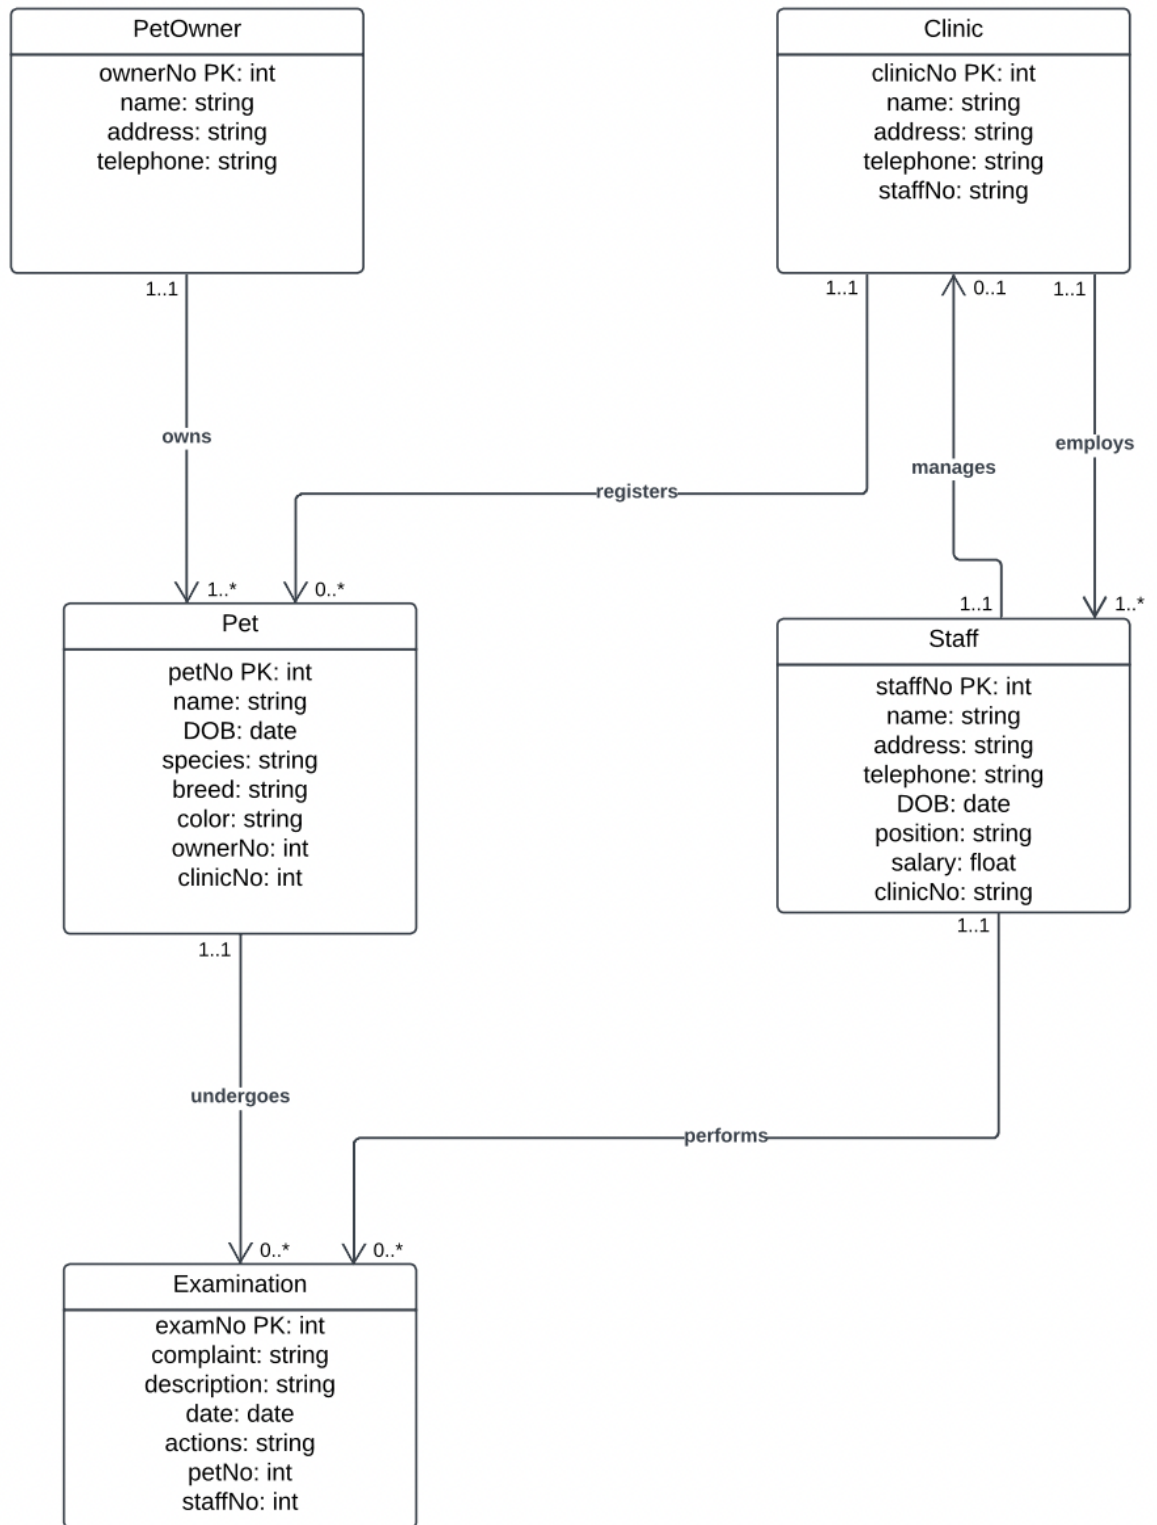 PetOwner
ownerNo PK: int
name: string
address: string
telephone: string
Clinic
clinicNo PK: int
name: string
address: string
telephone: string
staffNo: string
1..1
1..1
0..1
1..1
owns
registers
manages
employs
1..*
0..*
1..1
1..*
Pet
petNo PK: int
name: string
DOB: date
species: string
breed: string
color: string
ownerNo: int
clinicNo: int
Staff
staffNo PK: int
name: string
address: string
telephone: string
DOB: date
position: string
salary: float
clinicNo: string
1..1
1..1
undergoes
performs
0..*
0..*
Examination
examNo PK: int
complaint: string
description: string
date: date
actions: string
petNo: int
staffNo: int